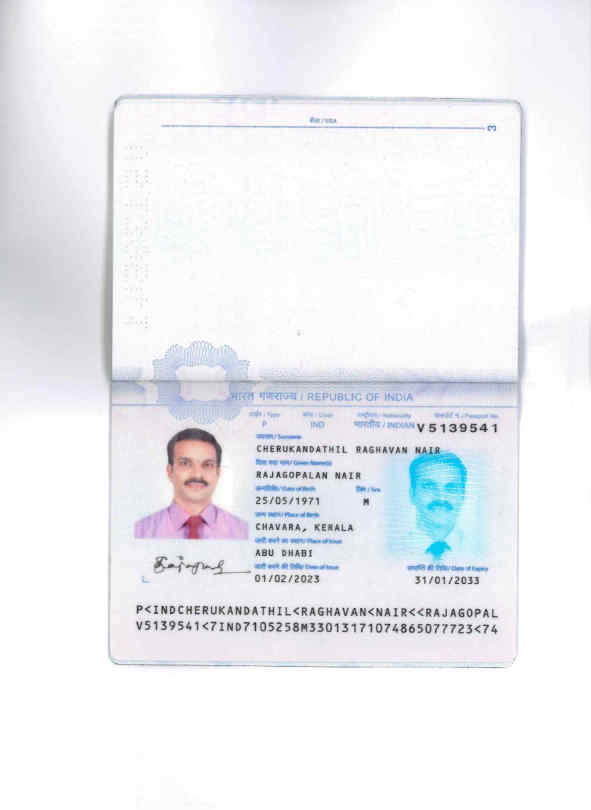 वीजा / VISA
3
भारत गणराज्य / REPUBLIC OF INDIA
टाईप / Type
कोड / Code
राष्ट्रीयता / Nationality
पासपोर्ट नं. / Passport No.
P
IND
भारतीय / INDIAN
V5139541
उपनाम / Surname
CHERUKANDATHIL RAGHAVAN NAIR
दिया गया नाम / Given Name(s)
RAJAGOPALAN NAIR
जन्मतिथि / Date of Birth
लिंग / Sex
25/05/1971
M
जन्म स्थान / Place of Birth
CHAVARA, KERALA
जारी करने का स्थान / Place of Issue
ABU DHABI
जारी करने की तिथि / Date of Issue
समाप्ति की तिथि / Date of Expiry
01/02/2023
31/01/2033
P<INDCHERUKANDATHIL<RAGHAVAN<NAIR<<RAJAGOPAL
V5139541<7IND7105258M33013171074865077723<74